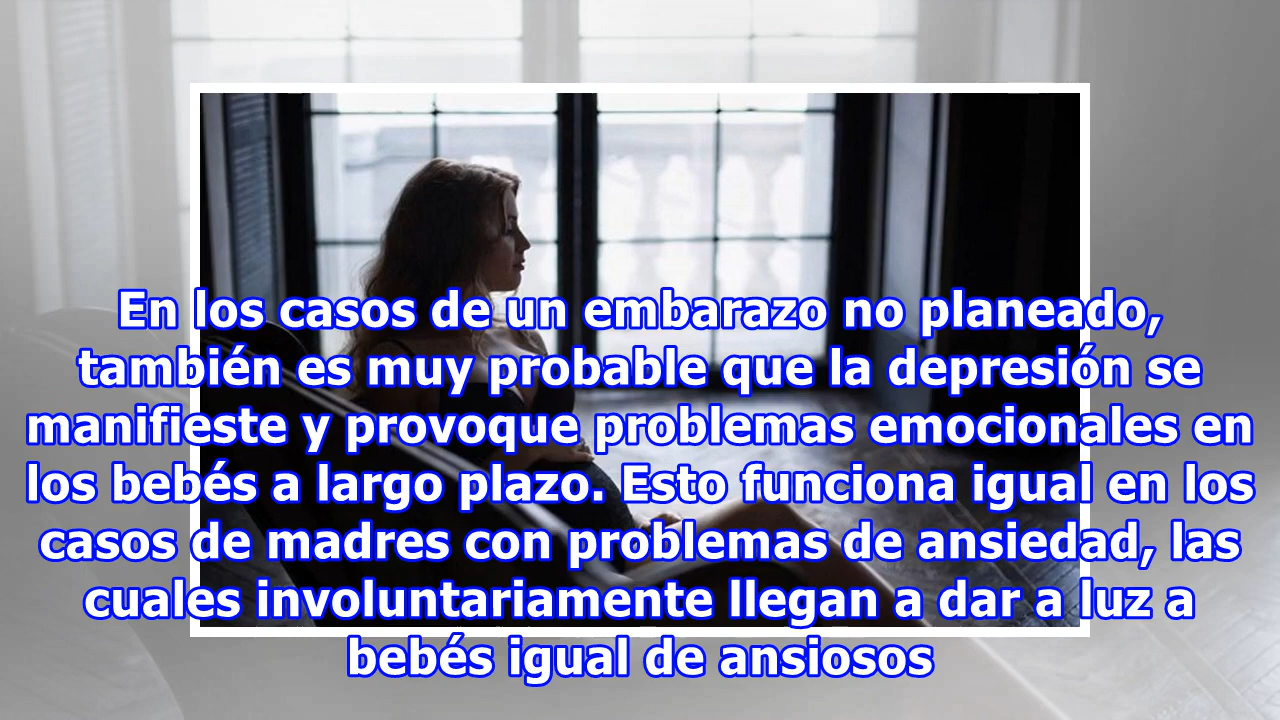 En los casos de un embarazo no planeado,
también es muy probable que la depresión se
manifieste y provoque problemas emocionales en
los bebés a largo plazo. Esto funciona igual en los
casos de madres con problemas de ansiedad, las
cuales involuntariamente llegan a dar a luz a
bebés igual de ansiosos